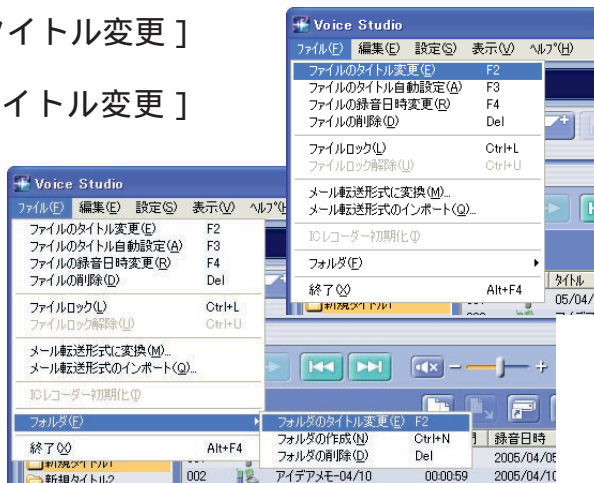 タイトル変更 ]
イトル変更 ]
Voice Studio
ファイル(F) 編集(E) 設定(S) 表示(V) ヘルプ(H)
ファイルのタイトル変更(E) F2
ファイルのタイトル自動設定(A) F3
ファイルの録音日時変更(R) F4
ファイルの削除(D) Del
ファイルロック(L) Ctrl+L
ファイルロック解除(U) Ctrl+U
メール転送形式に変換(M)...
メール転送形式のインポート(O)...
ICレコーダー初期化(I)
フォルダ(F)
終了(X) Alt+F4
タイトル
05/04/
新規タイトル1
Voice Studio
ファイル(F) 編集(E) 設定(S) 表示(V) ヘルプ(H
ファイルのタイトル変更(E) F2
ファイルのタイトル自動設定(A) F3
ファイルの録音日時変更(R) F4
ファイルの削除(D) Del
ファイルロック(L) Ctrl+L
ファイルロック解除(U) Ctrl+U
メール転送形式に変換(M)...
メール転送形式のインポート(O)...
ICレコーダー初期化(I)
フォルダ(F)
フォルダのタイトル変更(E) F2
フォルダの作成(N) Ctrl+N
フォルダの削除(D) Del
終了(X) Alt+F4
録音日時
新規タイトル1
2005/04/05
新規タイトル2
002 アイデアメモ-04/10 00:00:59 2005/04/10